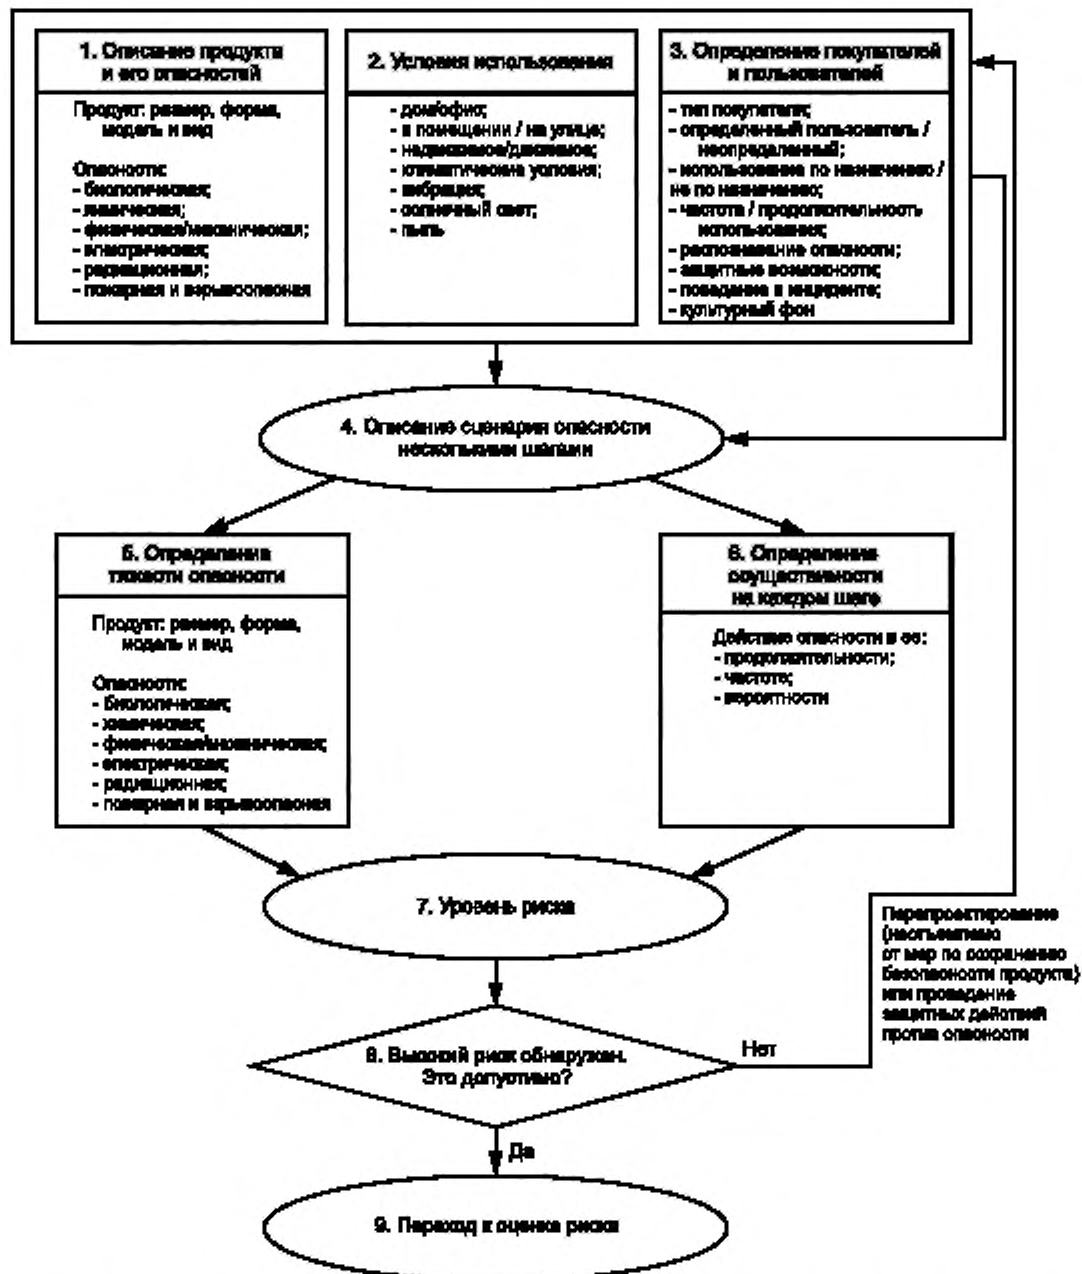 1. Описание продукта
и его опасностей
Продукт: размер, форма,
модель и вид
Опасности:
- биологическая;
- химическая;
- физическая/механическая;
- электрическая;
- радиационная;
- пожарная и взрывоопасная
2. Условия использования
- дом/офис;
- в помещении / на улице;
- недвижимое/движимое;
- климатические условия;
- вибрация;
- солнечный свет;
- пыль
3. Определение покупателей
и пользователей
- тип покупателя;
- определенный пользователь /
неопределенный;
- использование по назначению /
не по назначению;
- частота / продолжительность
использования;
- распознавание опасности;
- защитные возможности;
- поведение в инциденте;
- культурный фон
4. Описание сценария опасности
несколькими шагами
5. Определение
тяжести опасности
Продукт: размер, форма,
модель и вид
Опасности:
- биологическая;
- химическая;
- физическая/механическая;
- электрическая;
- радиационная;
- пожарная и взрывоопасная
6. Определение
осуществимости
на каждом шаге
Действие опасности в ее:
- продолжительности;
- частоте;
- вероятности
7. Уровень риска
Перепроектирование
(неотъемлемо
от мер по сохранению
безопасности продукта)
или проведение
защитных действий
против опасности
8. Высокий риск обнаружен.
Это допустимо?
Нет
Да
9. Переход к оценке риска